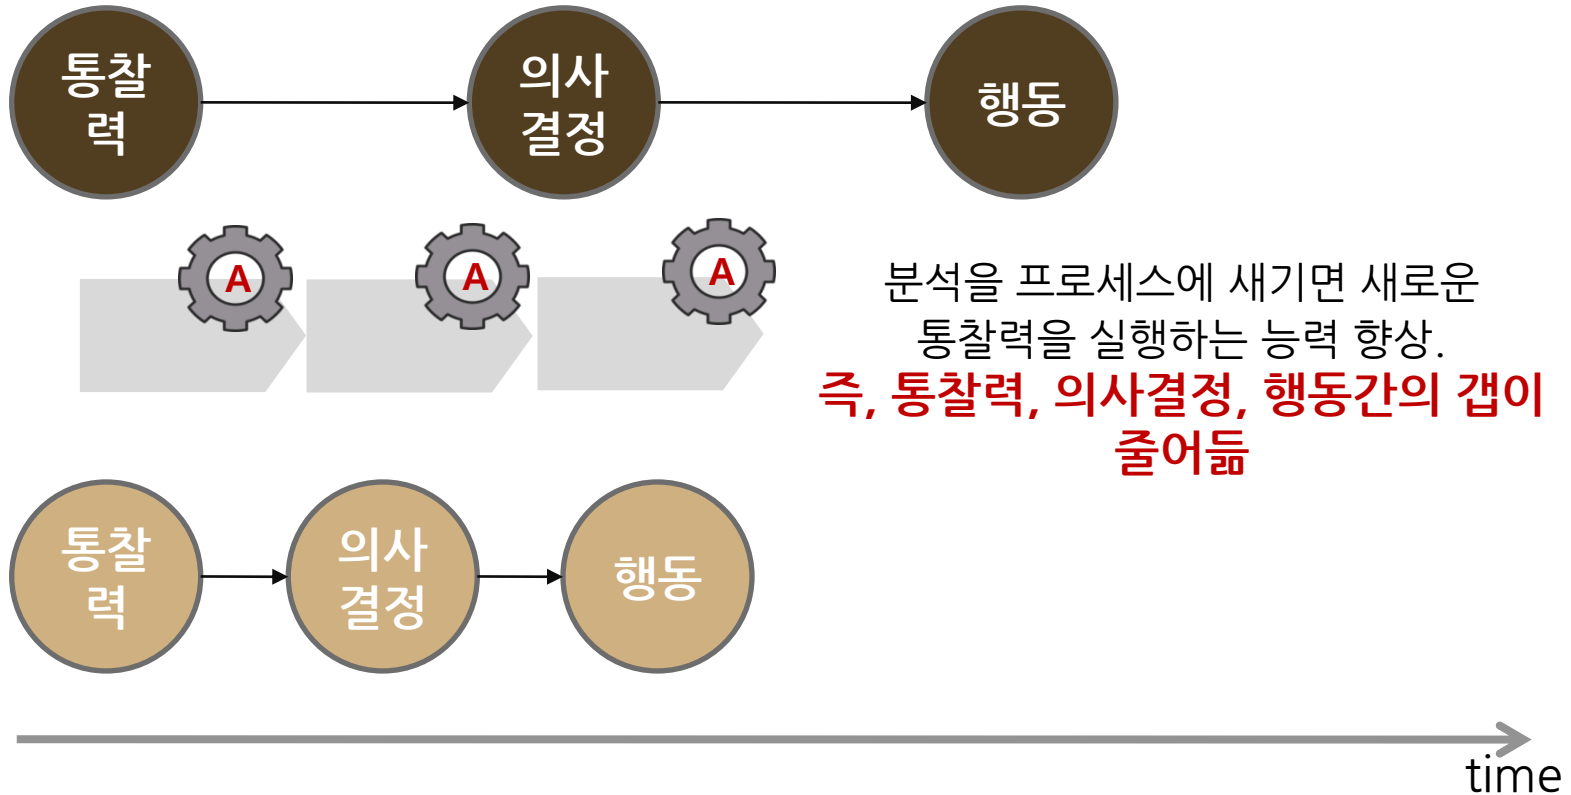 통찰
력
의사
결정
행동
A
A
A
분석을 프로세스에 새기면 새로운
통찰력을 실행하는 능력 향상.
즉, 통찰력, 의사결정, 행동간의 갭이
줄어듦
통찰
력
의사
결정
행동
time